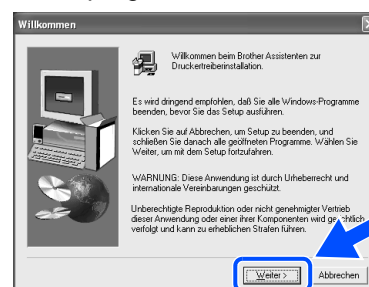 Willkommen
Willkommen beim Brother Assistenten zur
Druckertreiberinstallation.
Es wird dringend empfohlen, daß Sie alle Windows-Programme
beenden, bevor Sie das Setup ausführen.
Klicken Sie auf Abbrechen, um Setup zu beenden, und
schließen Sie danach alle geöffneten Programme. Wählen Sie
Weiter, um mit dem Setup fortzufahren.
WARNUNG: Diese Anwendung ist durch Urheberrecht und
internationale Vereinbarungen geschützt.
Unberechtigte Reproduktion oder nicht genehmigter Vertrieb
dieser Anwendung oder einer ihrer Komponenten wird gerichtlich
verfolgt und kann zu erheblichen Strafen führen.
Weiter > Abbrechen